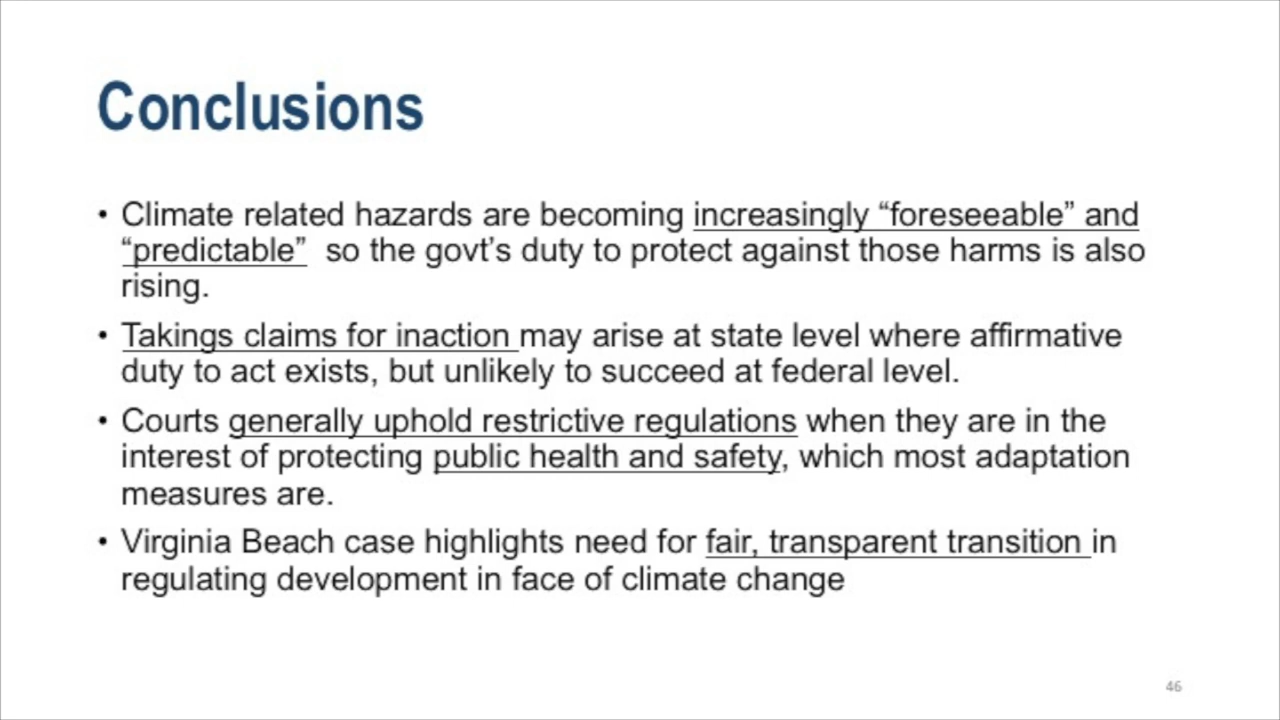 Conclusions
• Climate related hazards are becoming increasingly “foreseeable” and
“predictable” so the govt’s duty to protect against those harms is also
rising.
• Takings claims for inaction may arise at state level where affirmative
duty to act exists, but unlikely to succeed at federal level.
• Courts generally uphold restrictive regulations when they are in the
interest of protecting public health and safety, which most adaptation
measures are.
• Virginia Beach case highlights need for fair, transparent transition in
regulating development in face of climate change
46